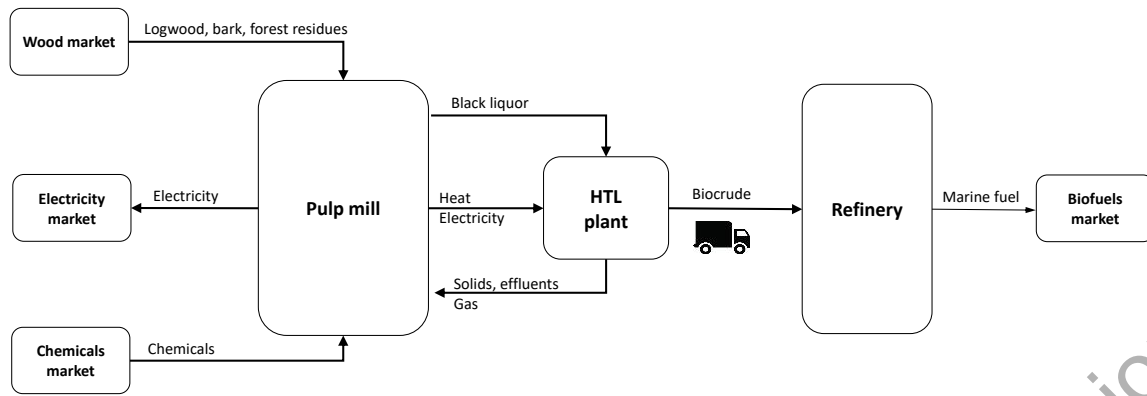 Wood market
Logwood, bark, forest residues
Black liquor
Electricity
market
Electricity
Pulp mill
Heat
Electricity
HTL
plant
Biocrude
Refinery
Marine fuel
Biofuels
market
Solids, effluents
Gas
Chemicals
market
Chemicals